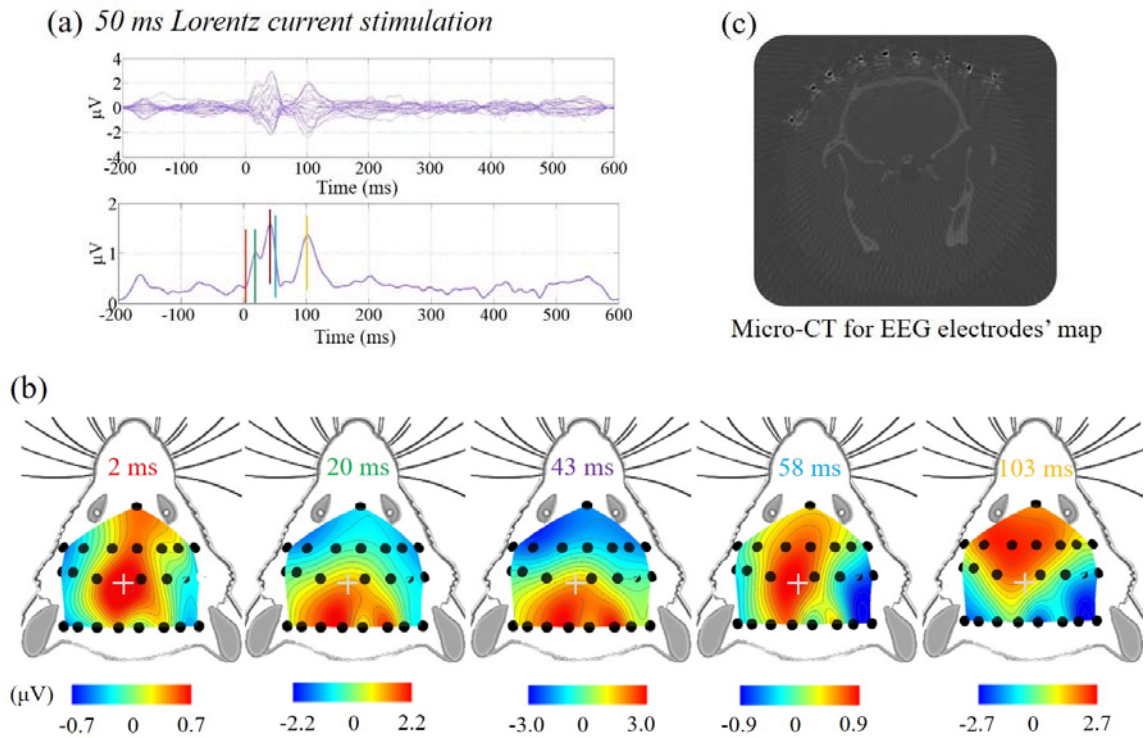 (a) 50 ms Lorentz current stimulation
4
2
0
-2
-4
µV
-200 -100 0 100 200 300 400 500 600
Time (ms)
2
1
0
µV
-200 -100 0 100 200 300 400 500 600
Time (ms)
(c)
Micro-CT for EEG electrodes' map
(b)
2 ms 20 ms 43 ms 58 ms 103 ms
(µV)
-0.7 0 0.7 -2.2 0 2.2 -3.0 0 3.0 -0.9 0 0.9 -2.7 0 2.7